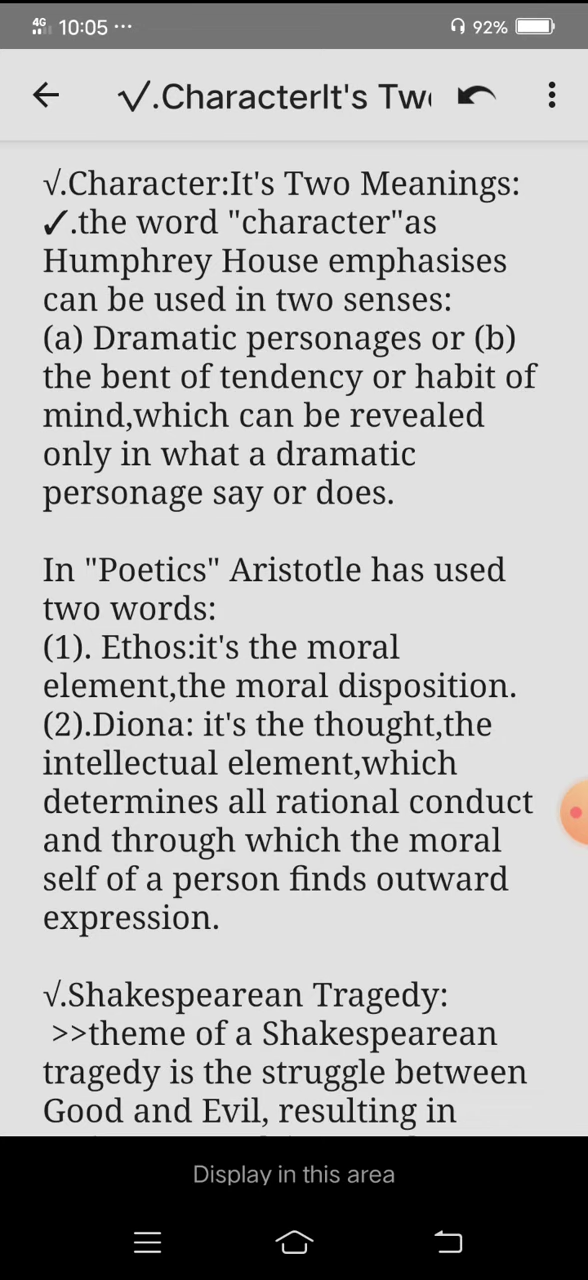 4G 10:05 ...
92%
√.CharacterIt's Tw
√.Character:It's Two Meanings:
✓.the word "character"as
Humphrey House emphasises
can be used in two senses:
(a) Dramatic personages or (b)
the bent of tendency or habit of
mind,which can be revealed
only in what a dramatic
personage say or does.
In "Poetics" Aristotle has used
two words:
(1). Ethos:it's the moral
element,the moral disposition.
(2).Diona: it's the thought,the
intellectual element,which
determines all rational conduct
and through which the moral
self of a person finds outward
expression.
√.Shakespearean Tragedy:
>>theme of a Shakespearean
tragedy is the struggle between
Good and Evil, resulting in
Display in this area